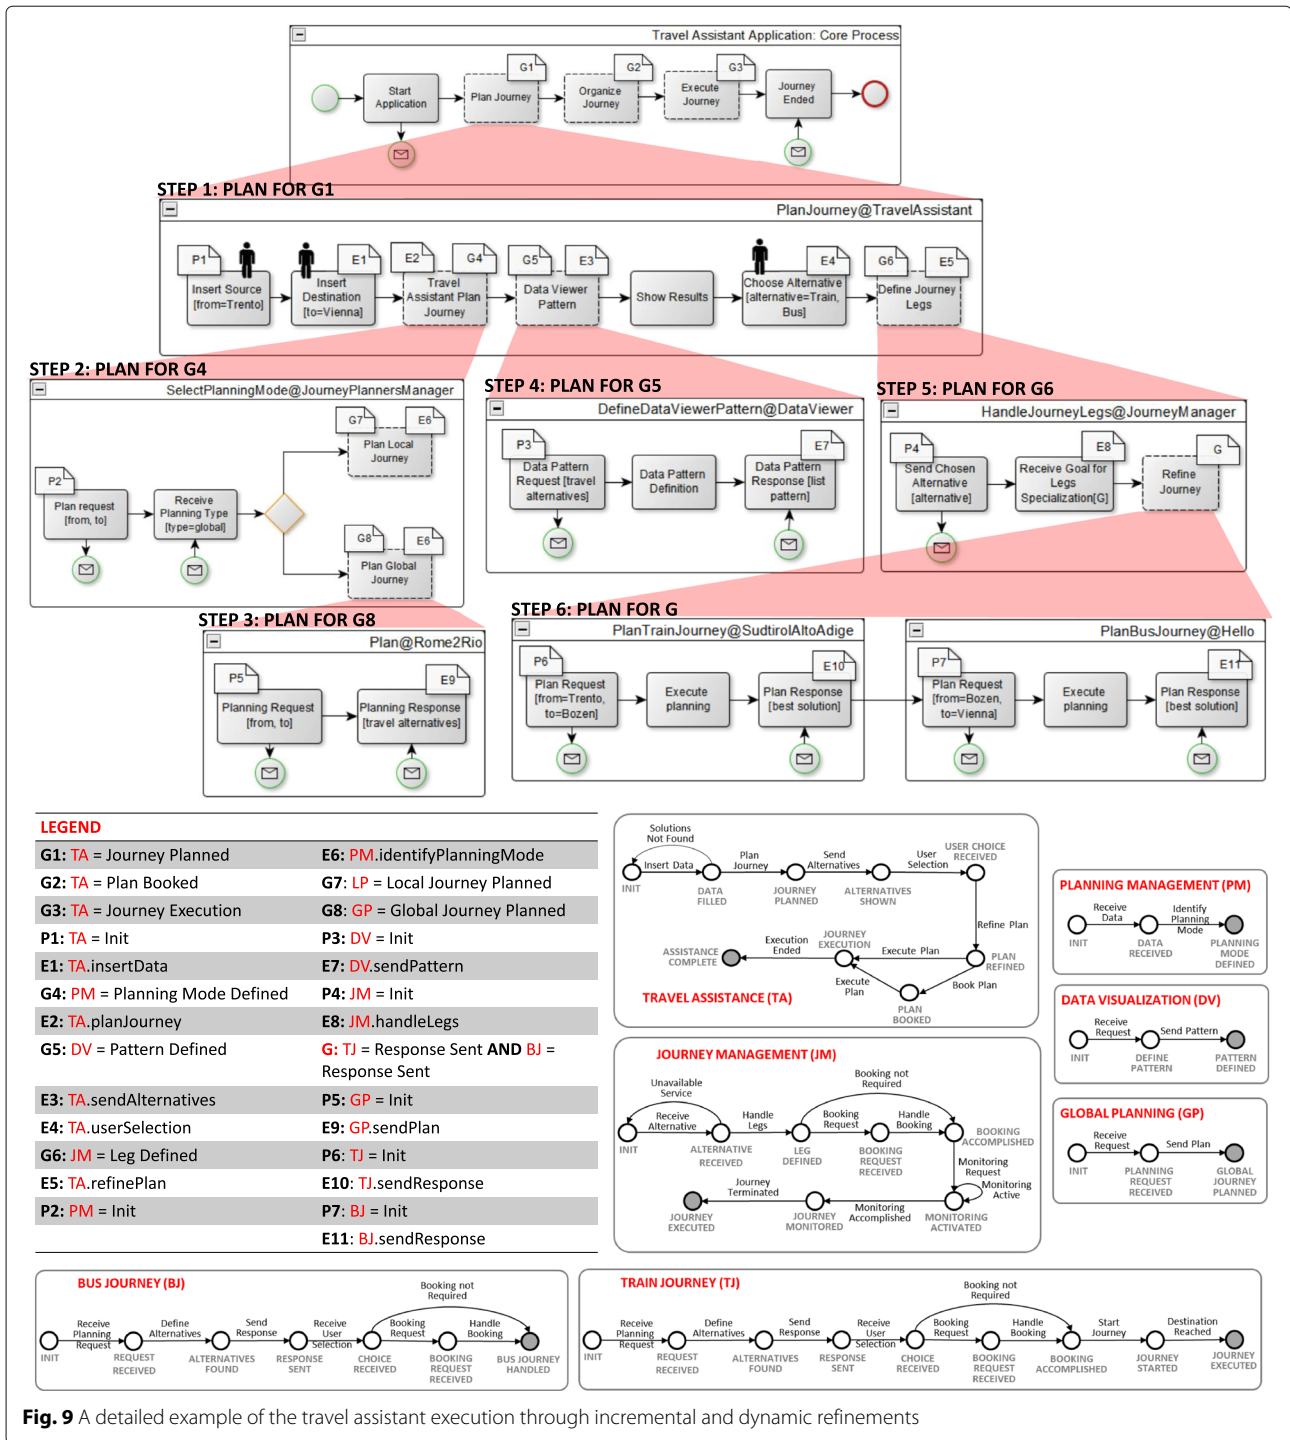 Travel Assistant Application: Core Process
G1
G2
G3
Start
Application
Plan Journey
Organize
Journey
Execute
Journey
Journey
Ended
STEP 1: PLAN FOR G1
PlanJourney@TravelAssistant
P1
E1
E2
G4
G5
E3
E4
G6
E5
Insert Source
[from=Trento]
Insert
Destination
[to=Vienna]
Travel
Assistant Plan
Journey
Data Viewer
Pattern
Show Results
Choose Alternative
[alternative=Train,
Bus]
Define Journey
Legs
STEP 2: PLAN FOR G4
SelectPlanningMode@JourneyPlannersManager
G7
E6
Plan Local
Journey
P2
Plan request
[from, to]
Receive
Planning Type
[type=global]
G8
E6
Plan Global
Journey
STEP 4: PLAN FOR G5
DefineDataViewerPattern@DataViewer
P3
E7
Data Pattern
Request [travel
alternatives]
Data Pattern
Definition
Data Pattern
Response [list
pattern]
STEP 5: PLAN FOR G6
HandleJourneyLegs@JourneyManager
P4
E8
G
Send Chosen
Alternative
[alternative]
Receive Goal for
Legs
Specialization[G]
Refine
Journey
STEP 3: PLAN FOR G8
Plan@Rome2Rio
P5
E9
Planning Request
[from, to]
Planning Response
[travel alternatives]
STEP 6: PLAN FOR G
PlanTrainJourney@SudtirolAltoAdige
P6
E10
Plan Request
[from=Trento,
to=Bozen]
Execute
planning
Plan Response
[best solution]
PlanBusJourney@Hello
P7
E11
Plan Request
[from=Bozen,
to=Vienna]
Execute
planning
Plan Response
[best solution]
LEGEND
G1: TA = Journey Planned
E6: PM.identifyPlanningMode
G2: TA = Plan Booked
G7: LP = Local Journey Planned
G3: TA = Journey Execution
G8: GP = Global Journey Planned
P1: TA = Init
P3: DV = Init
E1: TA.insertData
E7: DV.sendPattern
G4: PM = Planning Mode Defined
P4: JM = Init
E2: TA.planJourney
E8: JM.handleLegs
G5: DV = Pattern Defined
G: TJ = Response Sent AND BJ =
Response Sent
E3: TA.sendAlternatives
P5: GP = Init
E4: TA.userSelection
E9: GP.sendPlan
G6: JM = Leg Defined
P6: TJ = Init
E5: TA.refinePlan
E10: TJ.sendResponse
P2: PM = Init
P7: BJ = Init
E11: BJ.sendResponse
Solutions
Not Found
Insert Data
Plan
Journey
Send
Alternatives
User
Selection
USER CHOICE
RECEIVED
INIT
DATA
FILLED
JOURNEY
PLANNED
ALTERNATIVES
SHOWN
Refine Plan
ASSISTANCE
COMPLETE
Execution
Ended
JOURNEY
EXECUTION
Execute Plan
PLAN
REFINED
Execute
Plan
Book Plan
PLAN
BOOKED
TRAVEL ASSISTANCE (TA)
PLANNING MANAGEMENT (PM)
Receive
Data
Identify
Planning
Mode
INIT
DATA
RECEIVED
PLANNING
MODE
DEFINED
DATA VISUALIZATION (DV)
Receive
Request
Send Pattern
INIT
DEFINE
PATTERN
PATTERN
DEFINED
JOURNEY MANAGEMENT (JM)
Unavailable
Service
Booking not
Required
Receive
Alternative
Handle
Legs
Booking
Request
Handle
Booking
INIT
ALTERNATIVE
RECEIVED
LEG
DEFINED
BOOKING
REQUEST
RECEIVED
BOOKING
ACCOMPLISHED
Monitoring
Request
Monitoring
Active
Journey
Terminated
Monitoring
Accomplished
JOURNEY
EXECUTED
JOURNEY
MONITORED
MONITORING
ACTIVATED
GLOBAL PLANNING (GP)
Receive
Request
Send Plan
INIT
PLANNING
REQUEST
RECEIVED
GLOBAL
JOURNEY
PLANNED
BUS JOURNEY (BJ)
Booking not
Required
Receive
Planning
Request
Define
Alternatives
Send
Response
Receive
User
Selection
Booking
Request
Handle
Booking
INIT
REQUEST
RECEIVED
ALTERNATIVES
FOUND
RESPONSE
SENT
CHOICE
RECEIVED
BOOKING
REQUEST
RECEIVED
BUS JOURNEY
HANDLED
TRAIN JOURNEY (TJ)
Booking not
Required
Receive
Planning
Request
Define
Alternatives
Send
Response
Receive
User
Selection
Booking
Request
Handle
Booking
Start
Journey
Destination
Reached
INIT
REQUEST
RECEIVED
ALTERNATIVES
FOUND
RESPONSE
SENT
CHOICE
RECEIVED
BOOKING
REQUEST
RECEIVED
BOOKING
ACCOMPLISHED
JOURNEY
STARTED
JOURNEY
EXECUTED
Fig. 9 A detailed example of the travel assistant execution through incremental and dynamic refinements